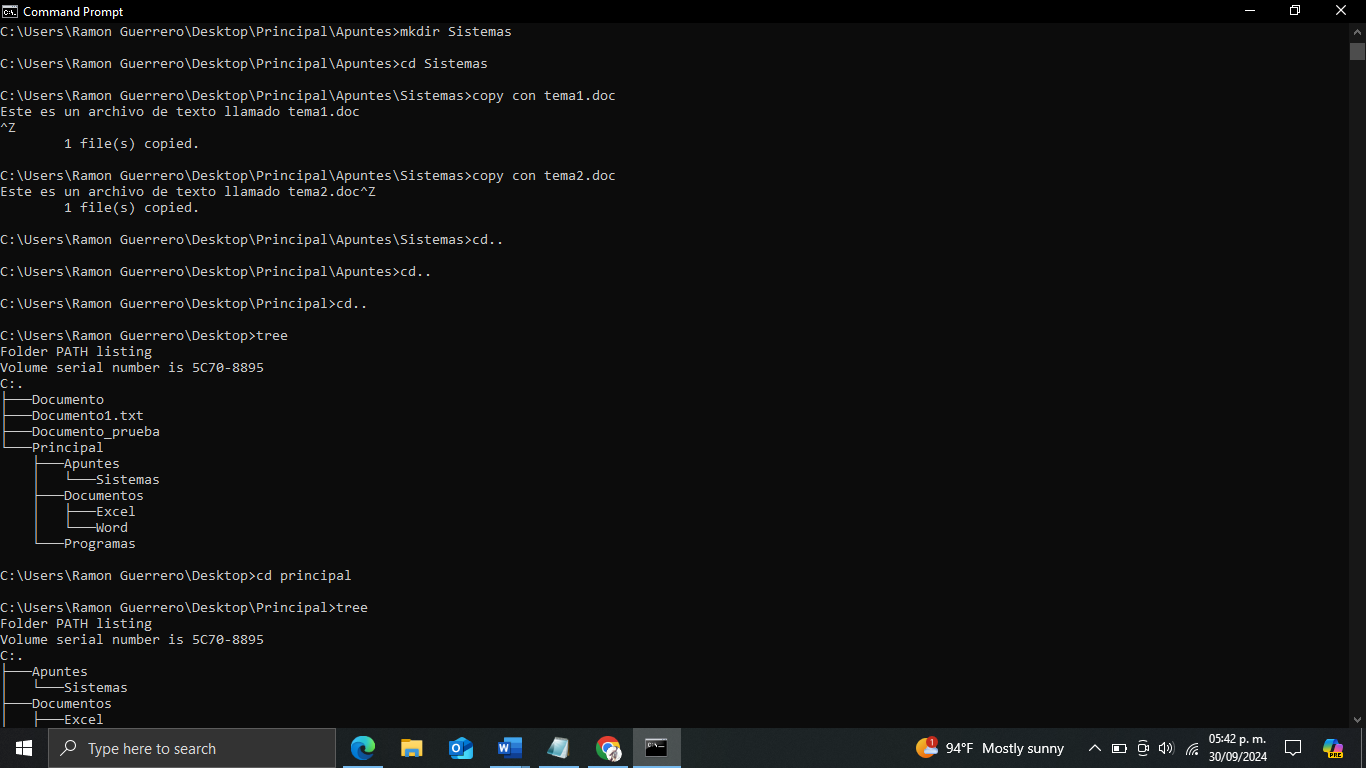 Command Prompt
C:\Users\Ramon Guerrero\Desktop\Principal\Apuntes>mkdir Sistemas
C:\Users\Ramon Guerrero\Desktop\Principal\Apuntes>cd Sistemas
C:\Users\Ramon Guerrero\Desktop\Principal\Apuntes\Sistemas>copy con tema1.doc
Este es un archivo de texto llamado tema1.doc
^Z
        1 file(s) copied.
C:\Users\Ramon Guerrero\Desktop\Principal\Apuntes\Sistemas>copy con tema2.doc
Este es un archivo de texto llamado tema2.doc^Z
        1 file(s) copied.
C:\Users\Ramon Guerrero\Desktop\Principal\Apuntes\Sistemas>cd..
C:\Users\Ramon Guerrero\Desktop\Principal\Apuntes>cd..
C:\Users\Ramon Guerrero\Desktop\Principal>cd..
C:\Users\Ramon Guerrero\Desktop>tree
Folder PATH listing
Volume serial number is 5C70-8895
C:.
├───Documento
├───Documento1.txt
├───Documento_prueba
└───Principal
    ├───Apuntes
    │   └───Sistemas
    ├───Documentos
    │   ├───Excel
    │   └───Word
    └───Programas
C:\Users\Ramon Guerrero\Desktop>cd principal
C:\Users\Ramon Guerrero\Desktop\Principal>tree
Folder PATH listing
Volume serial number is 5C70-8895
C:.
├───Apuntes
│   └───Sistemas
├───Documentos
│   ├───Excel
Type here to search
1
94°F Mostly sunny
05:42 p. m.
30/09/2024
PRE